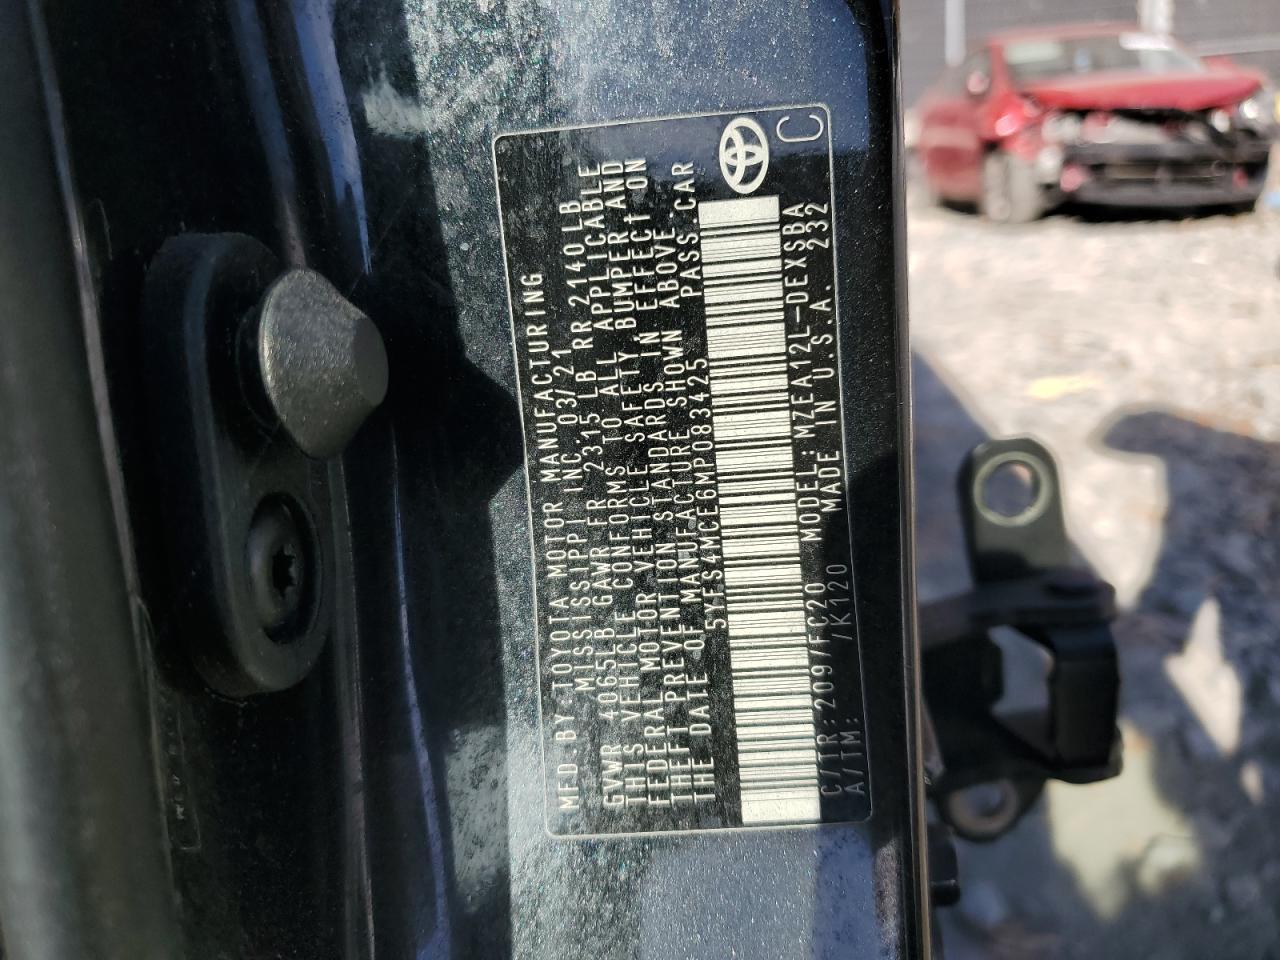 MFD.BY:TOYOTA MOTOR MANUFACTURING
MISSISSIPPI INC. 03/21
GVWR 4065LB GAWR FR 2315 LB RR 2140 LB
THIS VEHICLE CONFORMS TO ALL APPLICABLE
FEDERAL MOTOR VEHICLE SAFETY, BUMPER, AND
THEFT PREVENTION STANDARDS IN EFFECT ON
THE DATE OF MANUFACTURE SHOWN ABOVE.
5YFS4MCE6MP083425 PASS.CAR
C/TR:209/FC20 MODEL:MZEA12L-DEXSBA
A/TM: /K120 MADE IN U.S.A. 232
C